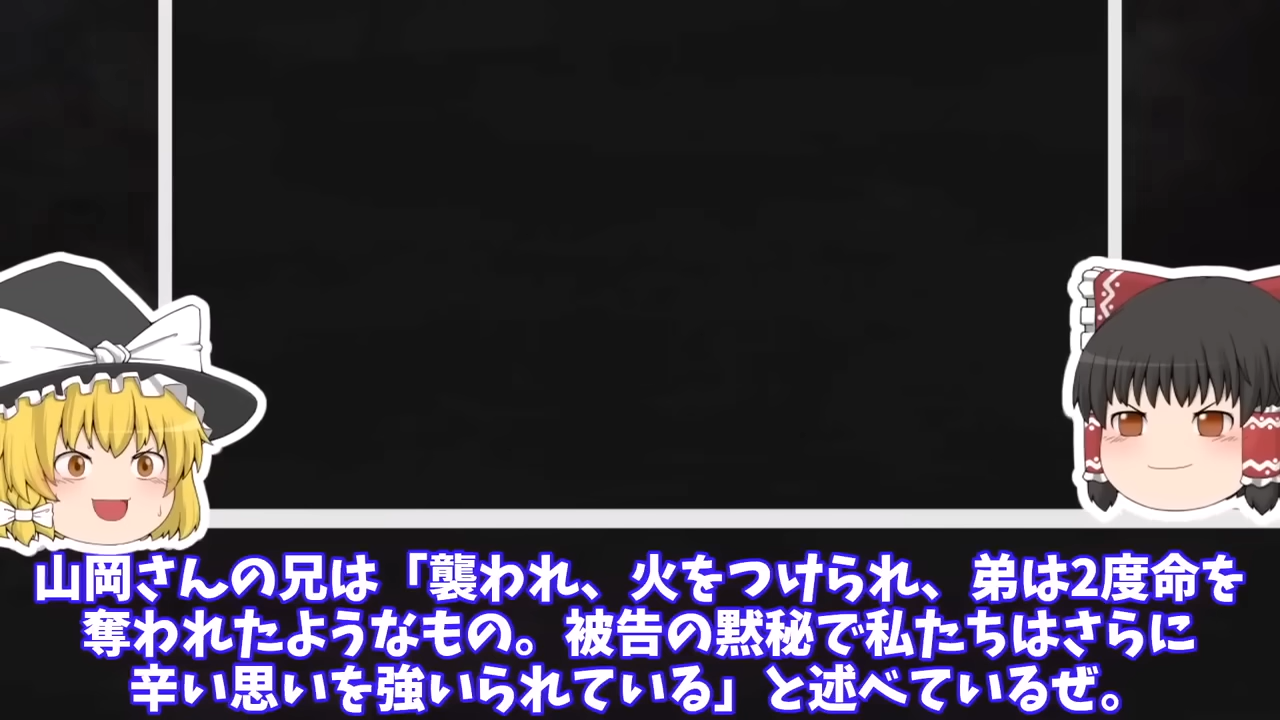 山岡さんの兄は「襲われ、火をつけられ、弟は2度命を
奪われたようなもの。被告の黙秘で私たちはさらに
辛い思いを強いられている」と述べているぜ。